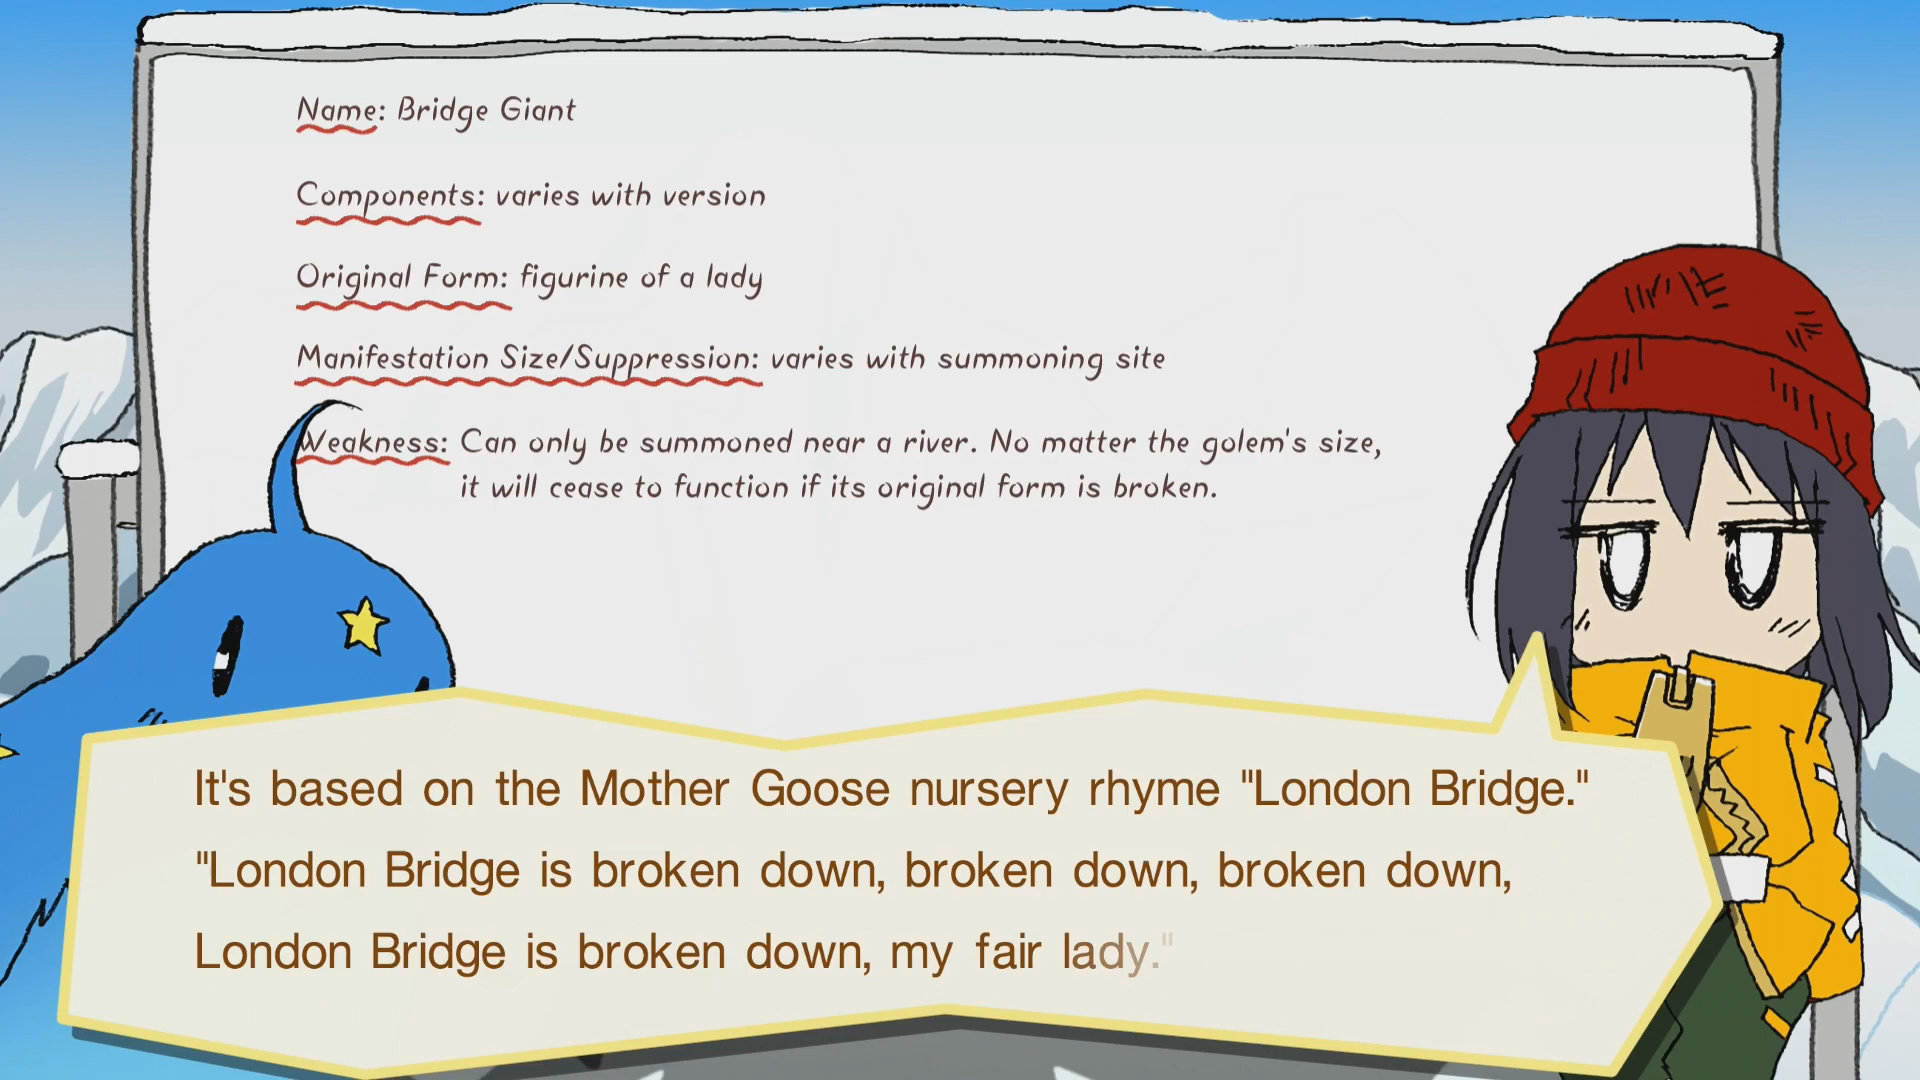 Name: Bridge Giant
Components: varies with version
Original Form: figurine of a lady
Manifestation Size/Suppression: varies with summoning site
Weakness: Can only be summoned near a river. No matter the golem's size,
it will cease to function if its original form is broken.
It's based on the Mother Goose nursery rhyme "London Bridge."
"London Bridge is broken down, broken down, broken down,
London Bridge is broken down, my fair lady."